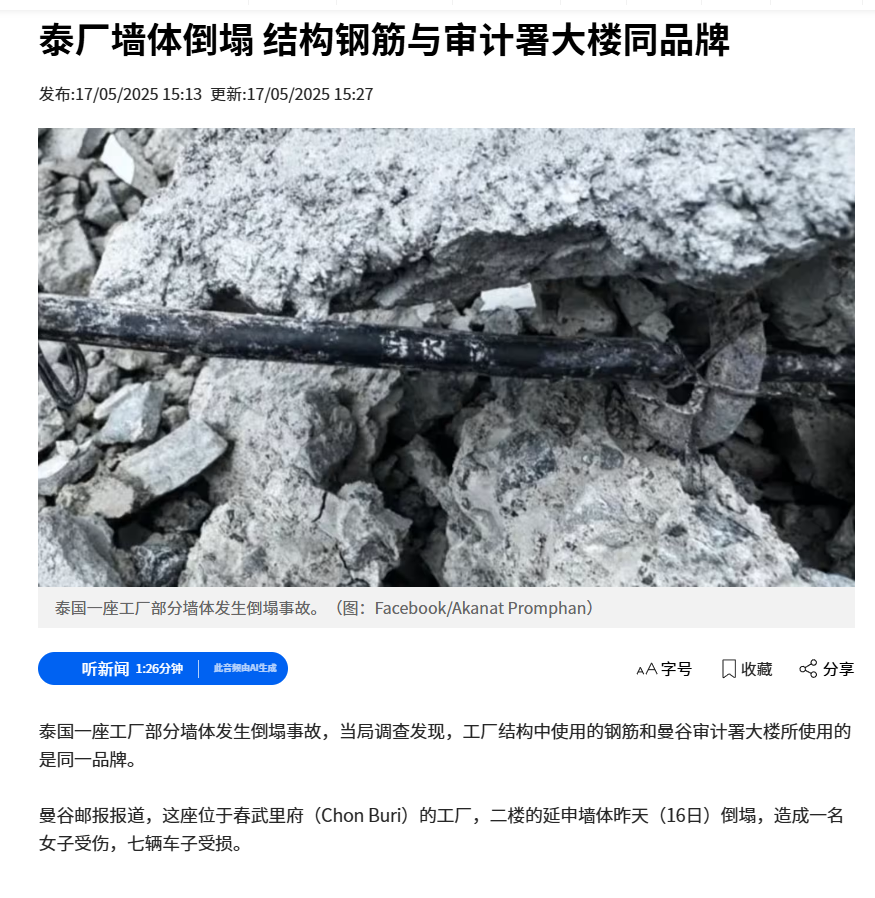 泰厂墙体倒塌 结构钢筋与审计署大楼同品牌
发布:17/05/2025 15:13 更新:17/05/2025 15:27
泰国一座工厂部分墙体发生倒塌事故。（图：Facebook/Akanat Promphan）
听新闻 1:26分钟 此音频由AI生成
AA字号 收藏 分享
泰国一座工厂部分墙体发生倒塌事故，当局调查发现，工厂结构中使用的钢筋和曼谷审计署大楼所使用的
是同一品牌。
曼谷邮报报道，这座位于春武里府（Chon Buri）的工厂，二楼的延申墙体昨天（16日）倒塌，造成一名
女子受伤，七辆车子受损。